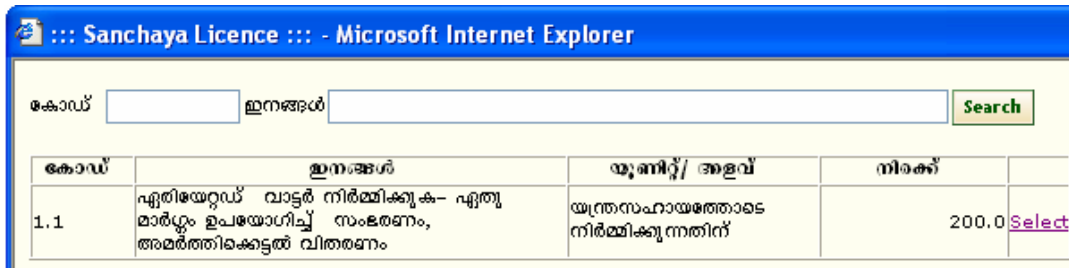 ::: Sanchaya Licence ::: - Microsoft Internet Explorer
കോഡ് ഇനങ്ങൾ Search
കോഡ് ഇനങ്ങൾ യൂണിറ്റ്/ അളവ് നിരക്ക്
1.1 ഏരിയേറ്റഡ് വാട്ടർ നിർമ്മിക്കുക- ഏതു മാർഗ്ഗം ഉപയോഗിച്ച് സംഭരണം, അമർത്തിക്കെട്ടൽ വിതരണം യന്ത്രസഹായത്തോടെ നിർമ്മിക്കുന്നതിന് 200.0 Select